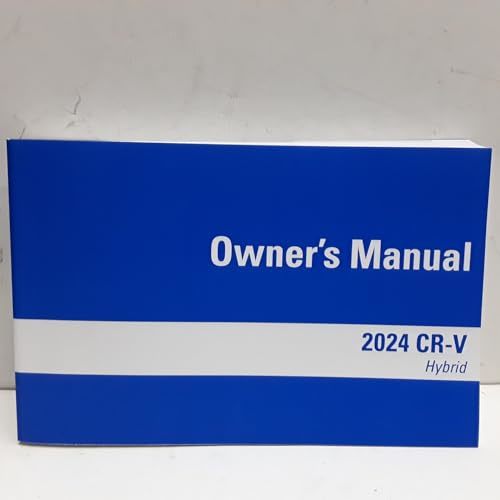 Owner's Manual
2024 CR-V
Hybrid